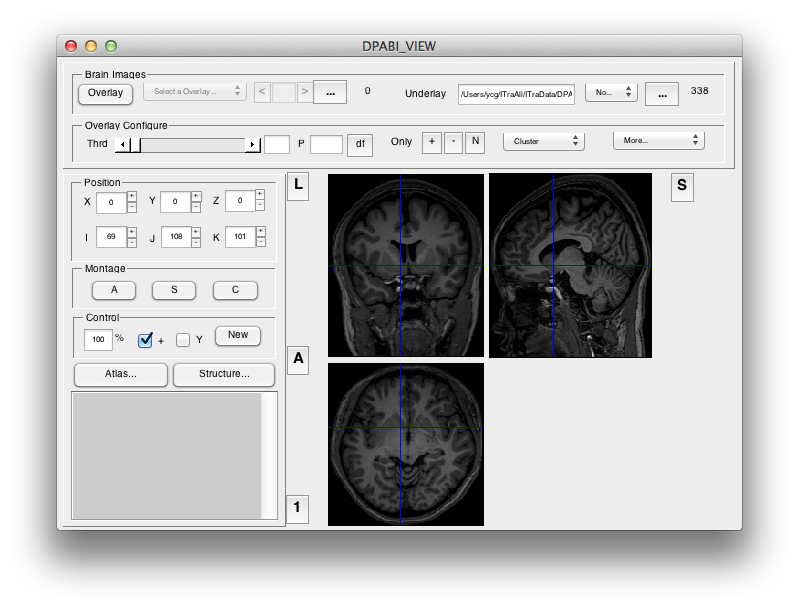 DPABI_VIEW
Brain Images
Overlay Select a Overlay... < > ... 0 Underlay /Users/ycg/ITraAll/ITraData/DPA No... ... 338
Overlay Configure
Thrd P df Only + - N Cluster More...
Position
X 0 + - Y 0 + - Z 0 + -
I 69 + - J 108 + - K 101 + -
Montage
A S C
Control
100 % + Y New
Atlas... Structure...
L
S
A
1